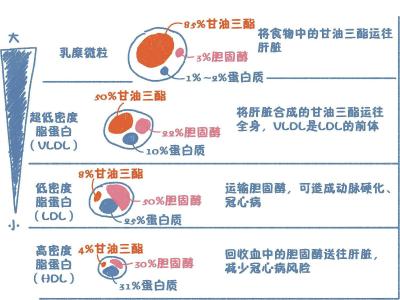 大
小
乳糜微粒
85%甘油三酯
3%胆固醇
1%~2%蛋白质
将食物中的甘油三酯运往
肝脏
超低密度
脂蛋白
（VLDL）
50%甘油三酯
22%胆固醇
10%蛋白质
将肝脏合成的甘油三酯运往
全身，VLDL是LDL的前体
低密度
脂蛋白
（LDL）
8%甘油三酯
50%胆固醇
25%蛋白质
运输胆固醇，可造成动脉硬化、
冠心病
高密度
脂蛋白
（HDL）
4%甘油三酯
30%胆固醇
31%蛋白质
回收血中的胆固醇送往肝脏，
减少冠心病风险